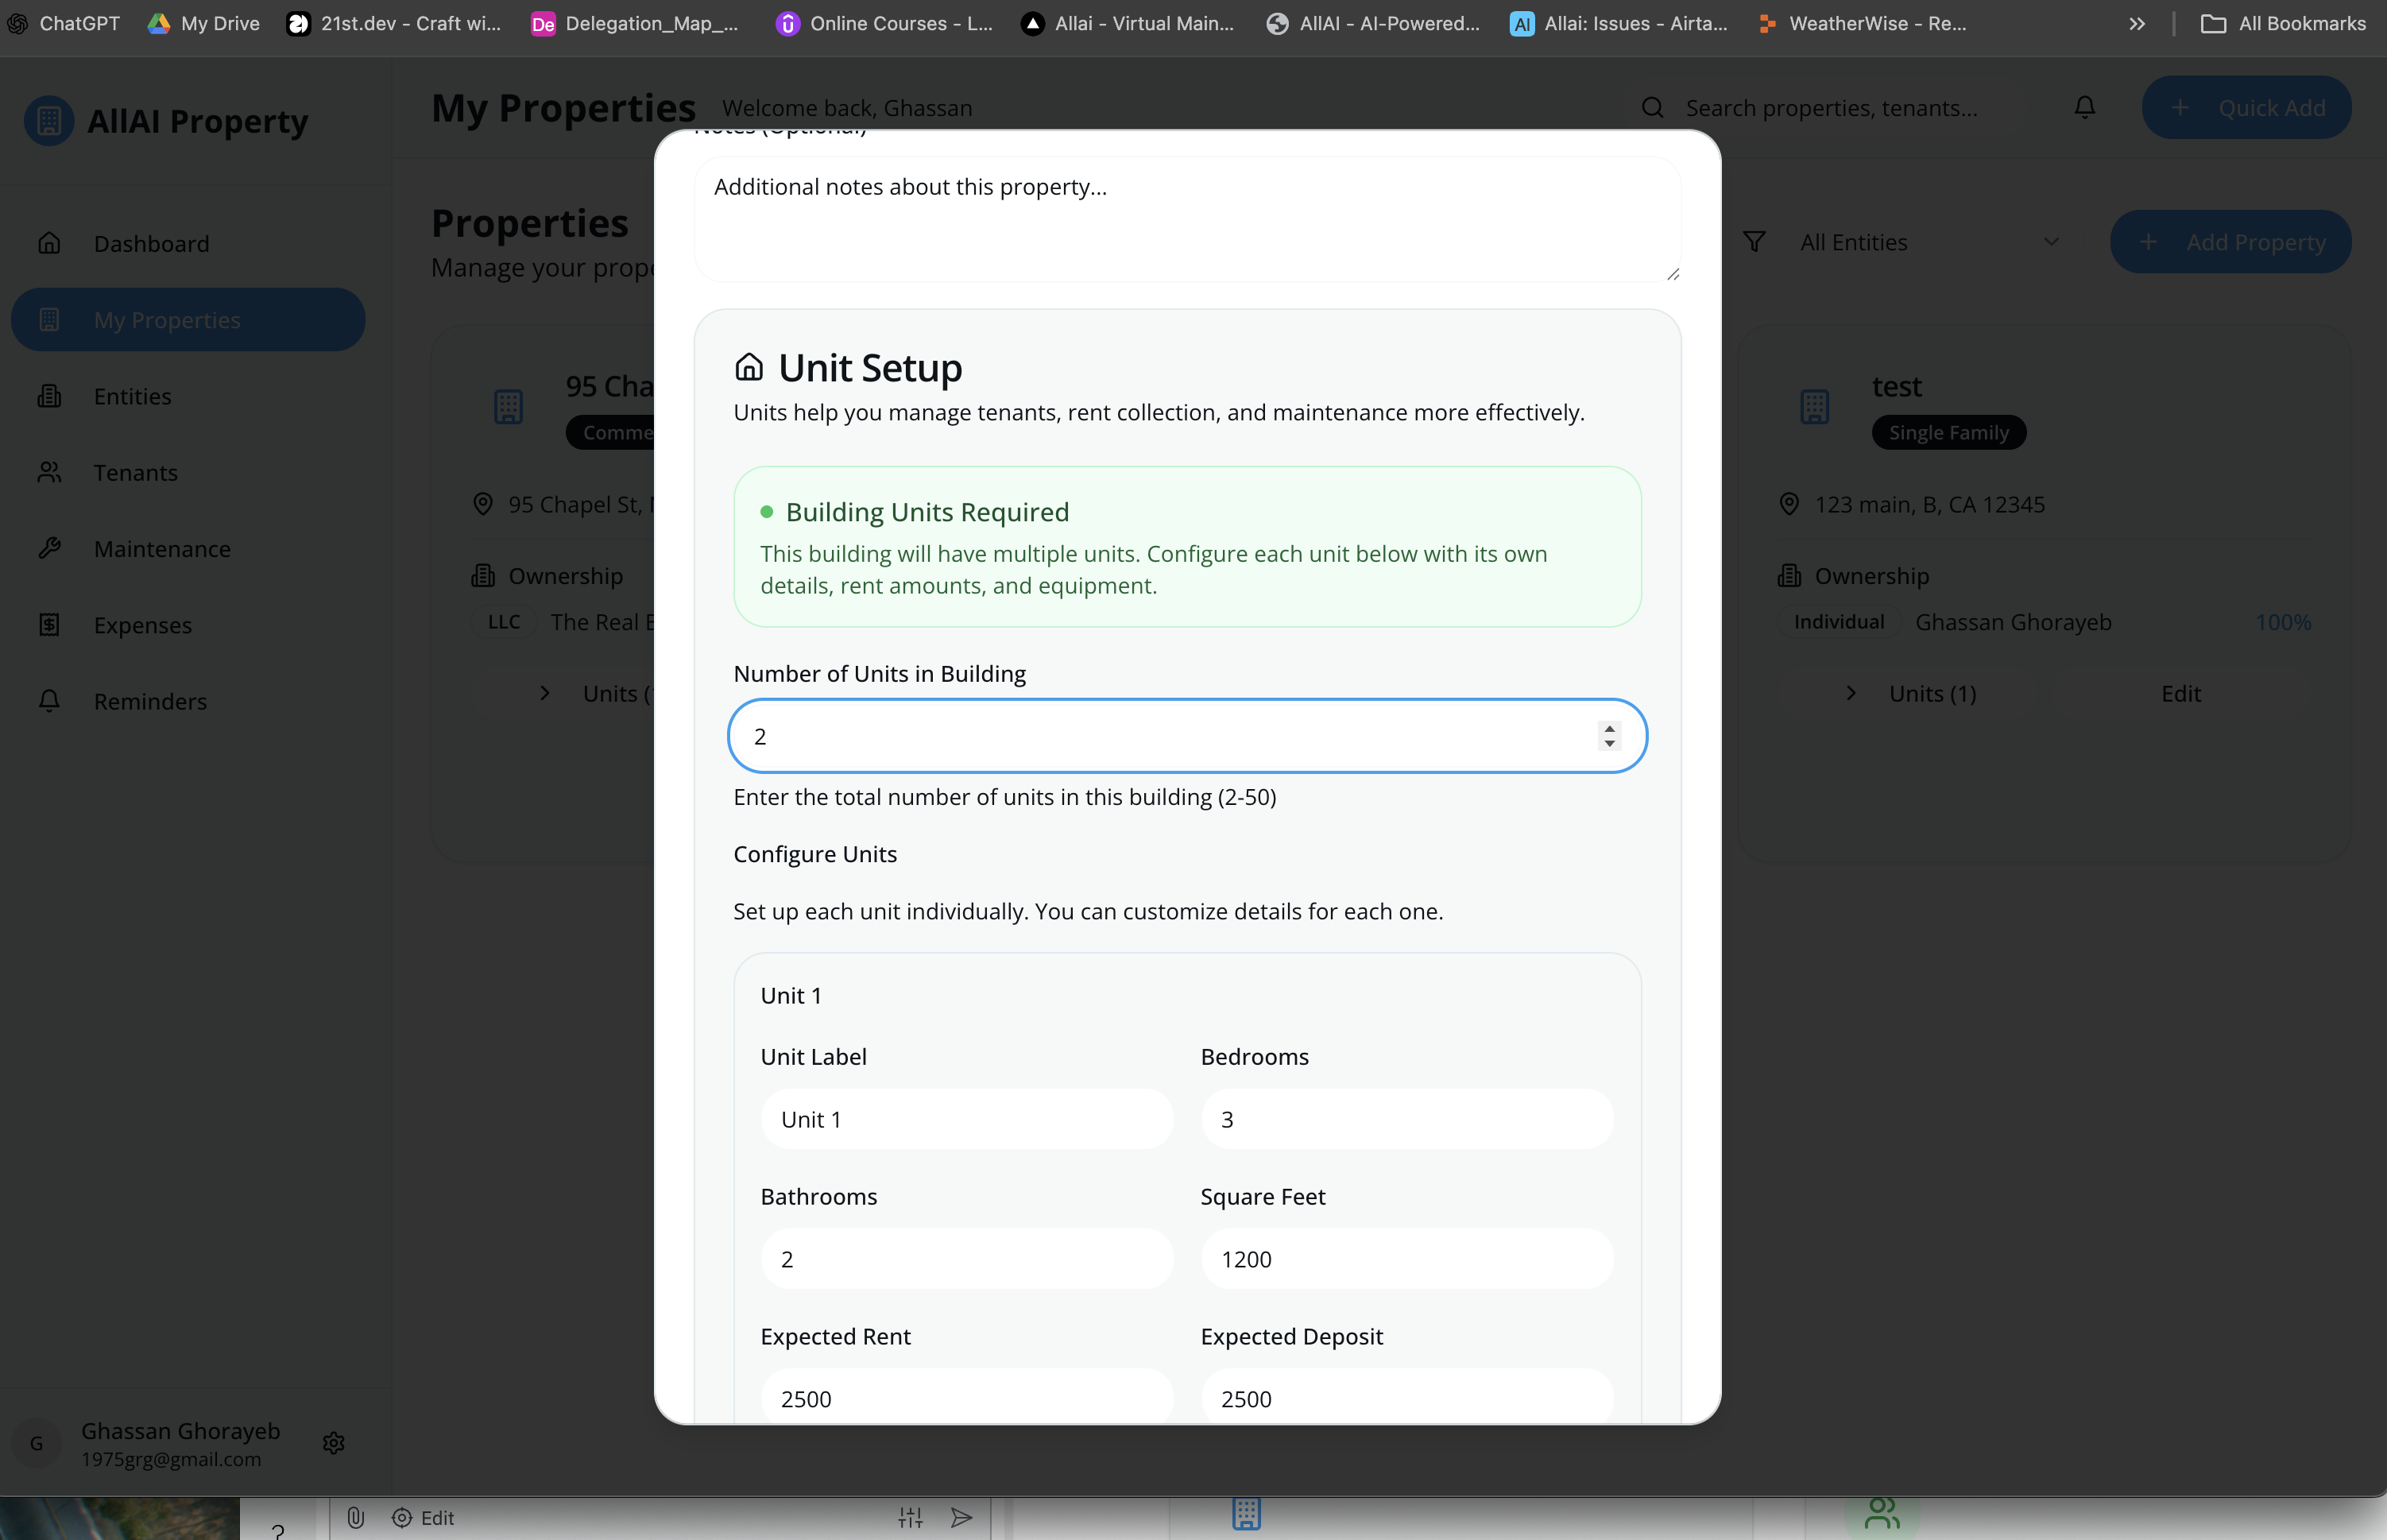 ChatGPT
My Drive
21st.dev - Craft wi...
De Delegation_Map_...
Online Courses - L...
Allai - Virtual Main...
AllAI - AI-Powered...
AI Allai: Issues - Airta...
WeatherWise - Re...
All Bookmarks
AllAI Property
My Properties
Welcome back, Ghassan
Search properties, tenants...
Quick Add
Dashboard
My Properties
Entities
Tenants
Maintenance
Expenses
Reminders
G
Ghassan Ghorayeb
1975grg@gmail.com
Properties
Manage your prope
All Entities
Add Property
95 Cha
Comme
95 Chapel St,
Ownership
LLC The Real E
Units (
Notes (Optional)
Additional notes about this property...
Unit Setup
Units help you manage tenants, rent collection, and maintenance more effectively.
Building Units Required
This building will have multiple units. Configure each unit below with its own
details, rent amounts, and equipment.
Number of Units in Building
2
Enter the total number of units in this building (2-50)
Configure Units
Set up each unit individually. You can customize details for each one.
Unit 1
Unit Label
Bedrooms
Unit 1
3
Bathrooms
Square Feet
2
1200
Expected Rent
Expected Deposit
2500
2500
test
Single Family
123 main, B, CA 12345
Ownership
Individual Ghassan Ghorayeb 100%
Units (1)
Edit
?
Edit